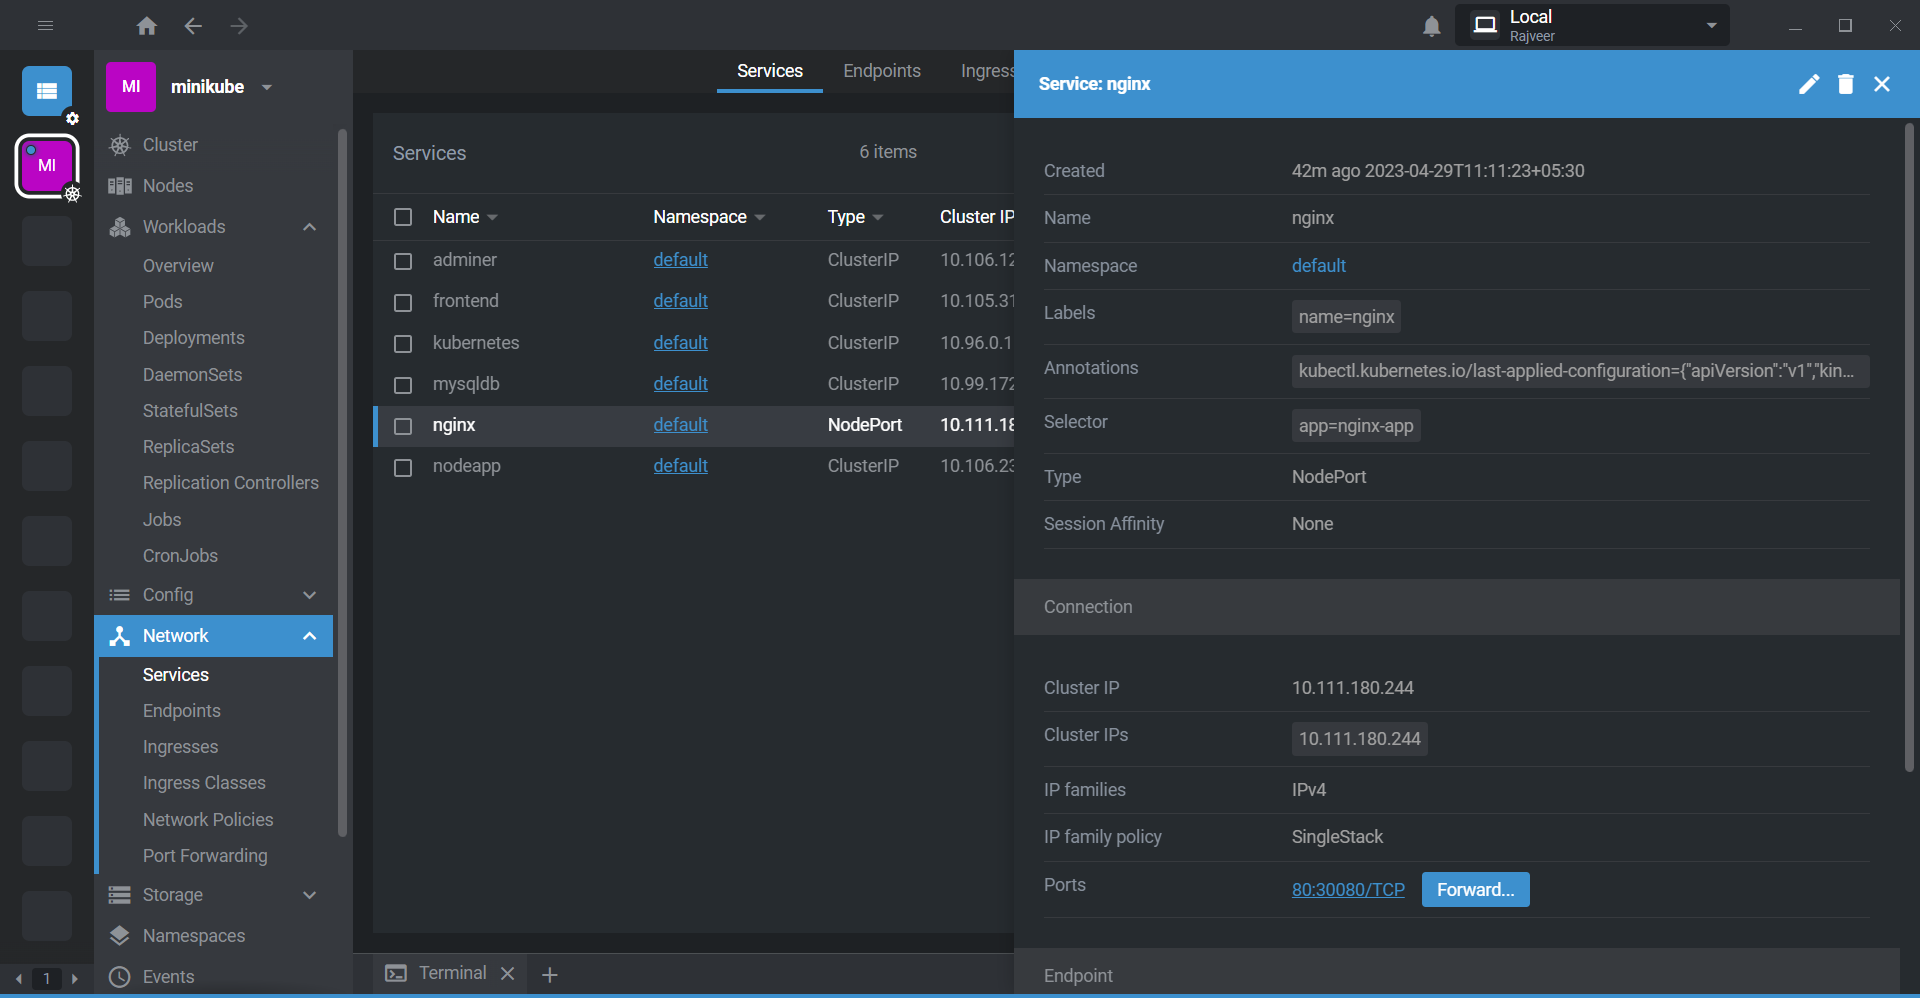 Local
Rajveer
MI
minikube
MI
Cluster
Nodes
Workloads
Overview
Pods
Deployments
DaemonSets
StatefulSets
ReplicaSets
Replication Controllers
Jobs
CronJobs
Config
Network
Services
Endpoints
Ingresses
Ingress Classes
Network Policies
Port Forwarding
Storage
Namespaces
Events
1
Services Endpoints Ingress
Services 6 items
Name Namespace Type Cluster IP
adminer default ClusterIP 10.106.12
frontend default ClusterIP 10.105.31
kubernetes default ClusterIP 10.96.0.1
mysqldb default ClusterIP 10.99.172
nginx default NodePort 10.111.18
nodeapp default ClusterIP 10.106.23
Terminal
Service: nginx
Created 42m ago 2023-04-29T11:11:23+05:30
Name nginx
Namespace default
Labels name=nginx
Annotations kubectl.kubernetes.io/last-applied-configuration={"apiVersion":"v1","kin...
Selector app=nginx-app
Type NodePort
Session Affinity None
Connection
Cluster IP 10.111.180.244
Cluster IPs 10.111.180.244
IP families IPv4
IP family policy SingleStack
Ports 80:30080/TCP Forward...
Endpoint